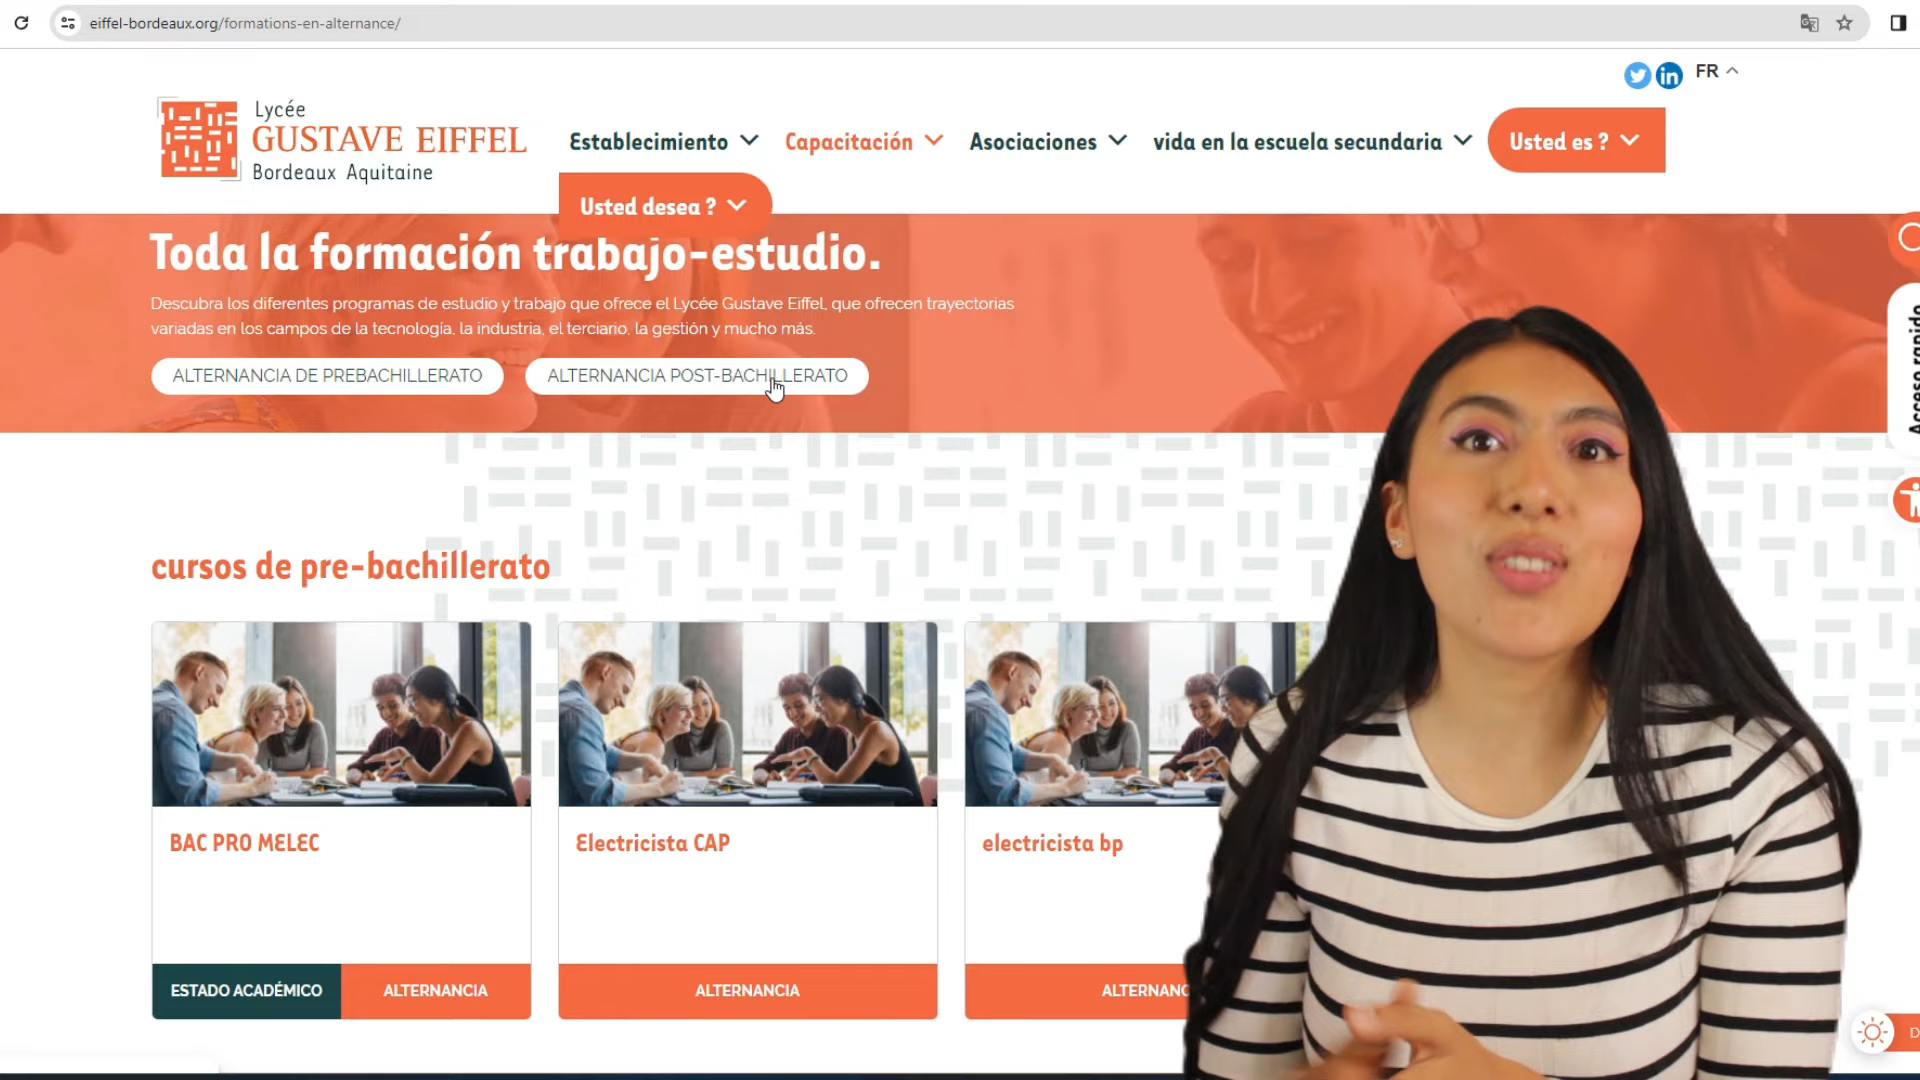 eiffel-bordeaux.org/formations-en-alternance/
FR
Lycée
GUSTAVE EIFFEL
Bordeaux Aquitaine
Establecimiento
Capacitación
Asociaciones
vida en la escuela secundaria
Usted es ?
Usted desea ?
Toda la formación trabajo-estudio.
Descubra los diferentes programas de estudio y trabajo que ofrece el Lycée Gustave Eiffel, que ofrecen trayectorias
variadas en los campos de la tecnología, la industria, el terciario, la gestión y mucho más.
ALTERNANCIA DE PREBACHILLERATO
ALTERNANCIA POST-BACHILLERATO
Acceso rapido
cursos de pre-bachillerato
BAC PRO MELEC
Electricista CAP
electricista bp
ESTADO ACADÉMICO
ALTERNANCIA
ALTERNANCIA
ALTERNANC